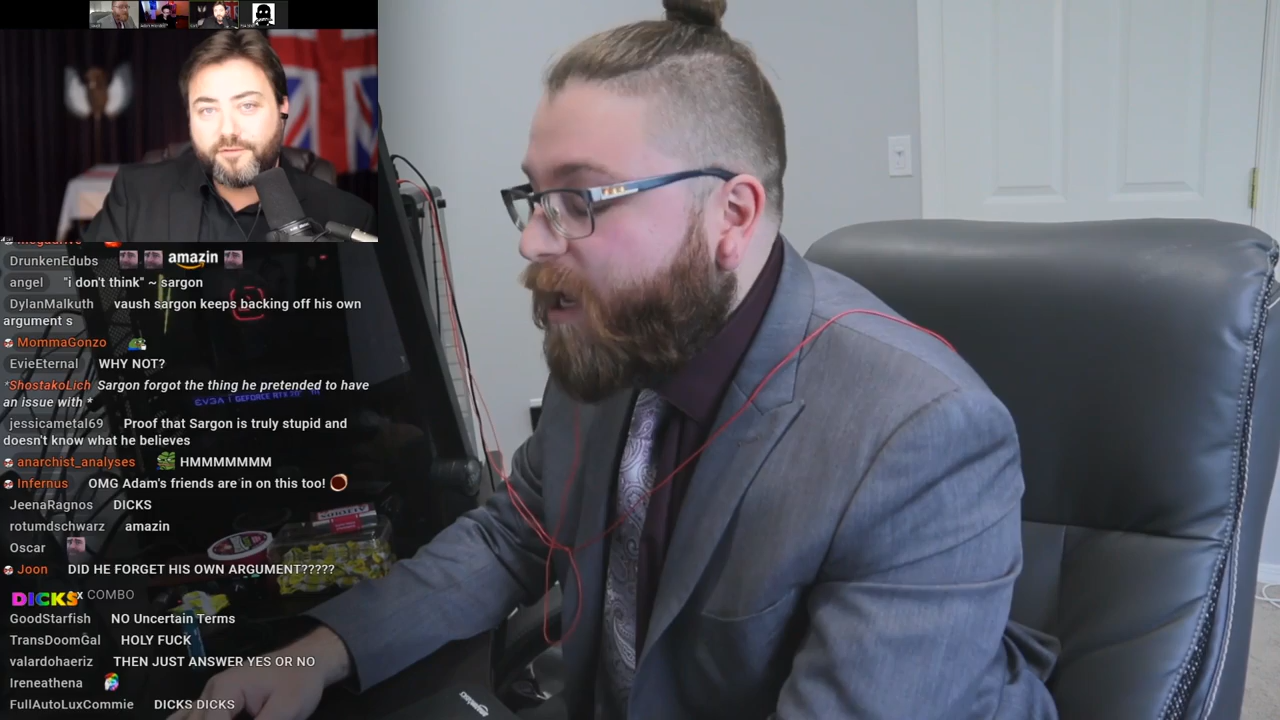 DrunkenEdubs amazin
angel "i don't think" ~ sargon
DylanMalkuth vaush sargon keeps backing off his own
argument s
MommaGonzo
EvieEternal WHY NOT?
*ShostakoLich Sargon forgot the thing he pretended to have
an issue with *
EVGA GEFORCE RTX
jessicametal69 Proof that Sargon is truly stupid and
doesn't know what he believes
anarchist_analyses HMMMMMMM
Infernus OMG Adam's friends are in on this too!
JeenaRagnos DICKS
rotumdschwarz amazin
Oscar
Joon DID HE FORGET HIS OWN ARGUMENT?????
DICKS x COMBO
GoodStarfish NO Uncertain Terms
TransDoomGal HOLY FUCK
valardohaeriz THEN JUST ANSWER YES OR NO
Ireneathena
FullAutoLuxCommie DICKS DICKS